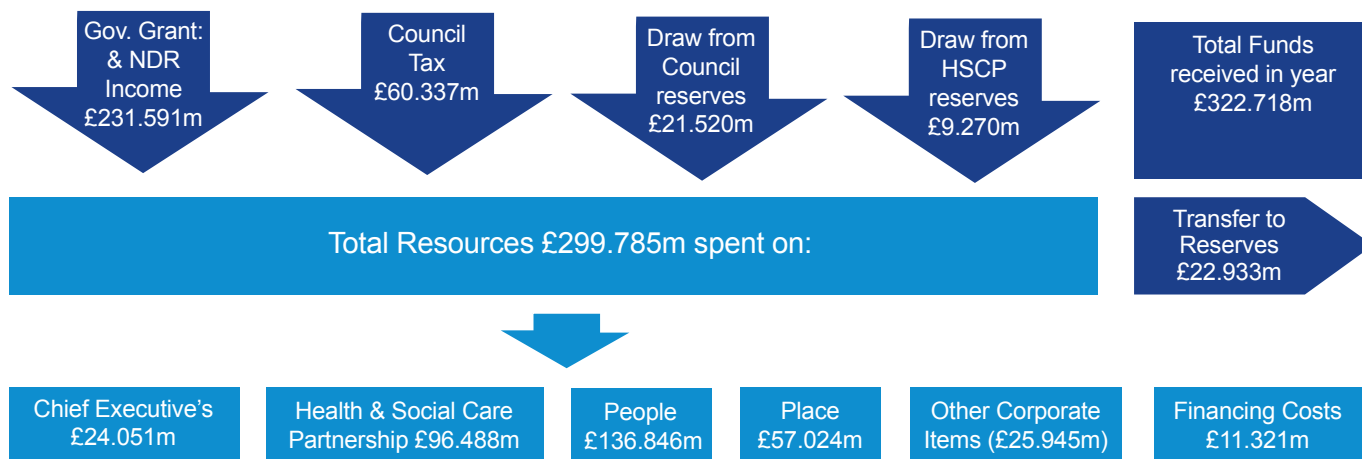 Gov. Grant:
& NDR
Income
£231.591m
Council
Tax
£60.337m
Draw from
Council
reserves
£21.520m
Draw from
HSCP
reserves
£9.270m
Total Funds
received in year
£322.718m
Total Resources £299.785m spent on:
Transfer to
Reserves
£22.933m
Chief Executive’s
£24.051m
Health & Social Care
Partnership £96.488m
People
£136.846m
Place
£57.024m
Other Corporate
Items (£25.945m)
Financing Costs
£11.321m